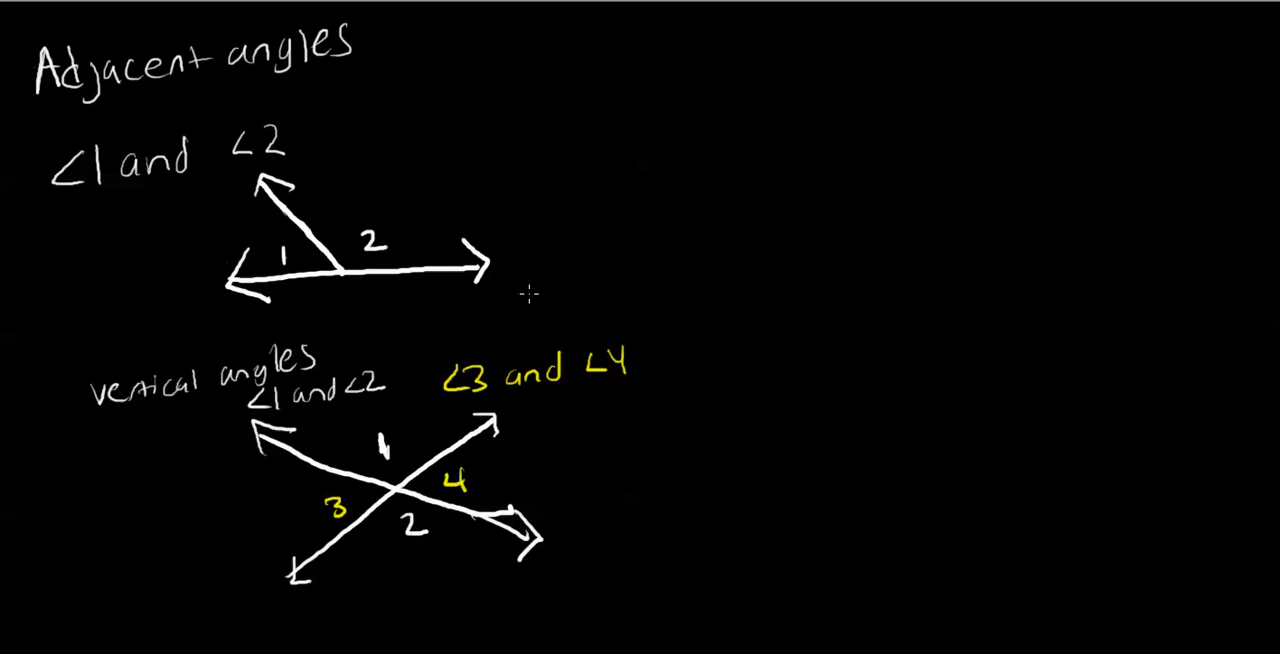 Adjacent angles
∠1 and ∠2
1 2
vertical angles
∠1 and ∠2 ∠3 and ∠4
1
3 4
2